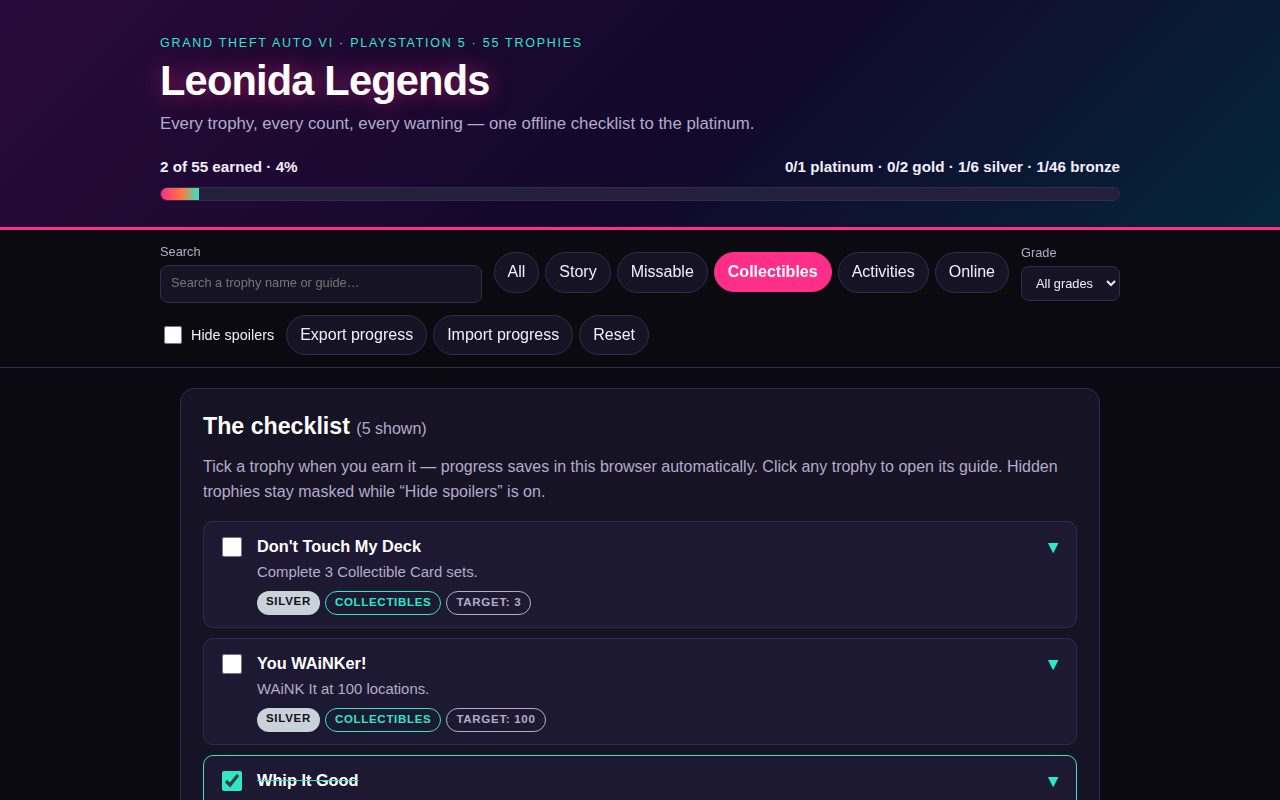 GRAND THEFT AUTO VI · PLAYSTATION 5 · 55 TROPHIES
Leonida Legends
Every trophy, every count, every warning — one offline checklist to the platinum.
2 of 55 earned · 4%
0/1 platinum · 0/2 gold · 1/6 silver · 1/46 bronze
Search
Search a trophy name or guide…
All
Story
Missable
Collectibles
Activities
Online
Grade
All grades
Hide spoilers
Export progress
Import progress
Reset
The checklist (5 shown)
Tick a trophy when you earn it — progress saves in this browser automatically. Click any trophy to open its guide. Hidden
trophies stay masked while “Hide spoilers” is on.
Don't Touch My Deck
Complete 3 Collectible Card sets.
SILVER
COLLECTIBLES
TARGET: 3
You WAiNKer!
WAiNK It at 100 locations.
SILVER
COLLECTIBLES
TARGET: 100
Whip It Good